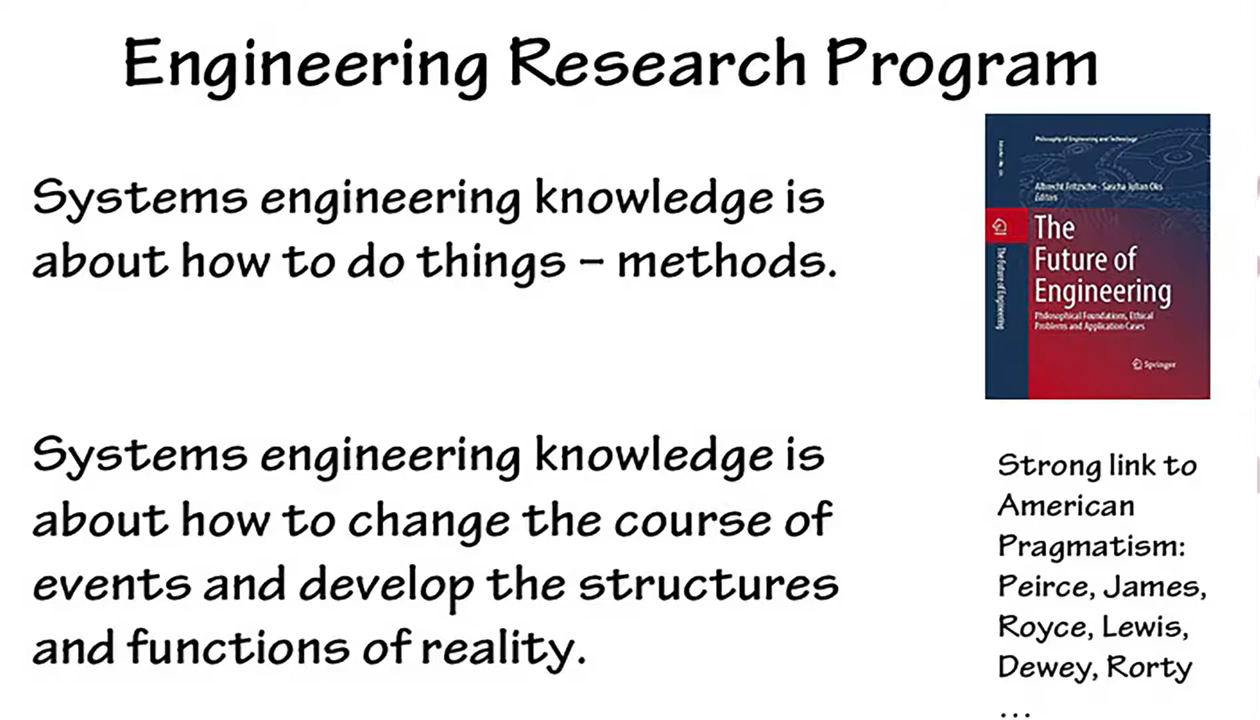 Engineering Research Program
Systems engineering knowledge is
about how to do things – methods.
Systems engineering knowledge is
about how to change the course of
events and develop the structures
and functions of reality.
Philosophy of Engineering and Technology
Albrecht Fritzsche · Sascha Julian Oks
Editors
The
Future of
Engineering
Philosophical Foundations, Ethical
Problems and Application Cases
Springer
The Future of Engineering
Strong link to
American
Pragmatism:
Peirce, James,
Royce, Lewis,
Dewey, Rorty
...